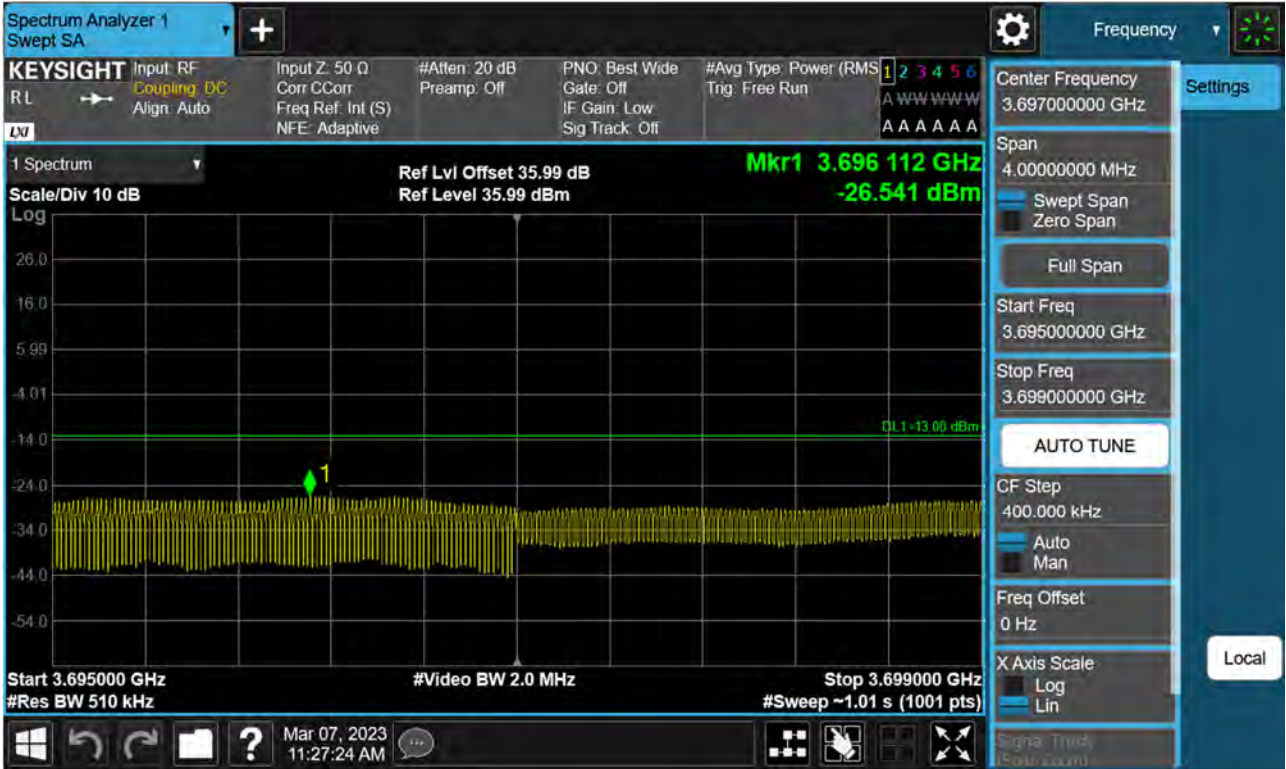 Spectrum Analyzer 1
Swept SA
+
Frequency
KEYSIGHT
RL
LXI
Input: RF
Coupling: DC
Align: Auto
Input Z: 50 Ω
Corr CCorr
Freq Ref: Int (S)
NFE: Adaptive
#Atten: 20 dB
Preamp: Off
PNO: Best Wide
Gate: Off
IF Gain: Low
Sig Track: Off
#Avg Type: Power (RMS
Trig: Free Run
1 2 3 4 5 6
A W W W W W
A A A A A A
1 Spectrum
Scale/Div 10 dB
Log
Ref Lvl Offset 35.99 dB
Ref Level 35.99 dBm
Mkr1 3.696 112 GHz
-26.541 dBm
26.0
16.0
5.99
-4.01
DL1 -13.00 dBm
-14.0
1
-24.0
-34.0
-44.0
-54.0
Start 3.695000 GHz
#Video BW 2.0 MHz
Stop 3.699000 GHz
#Res BW 510 kHz
#Sweep ~1.01 s (1001 pts)
?
Mar 07, 2023
11:27:24 AM
Center Frequency
3.697000000 GHz
Settings
Span
4.00000000 MHz
Swept Span
Zero Span
Full Span
Start Freq
3.695000000 GHz
Stop Freq
3.699000000 GHz
AUTO TUNE
CF Step
400.000 kHz
Auto
Man
Freq Offset
0 Hz
X Axis Scale
Log
Lin
Local
Signal Track